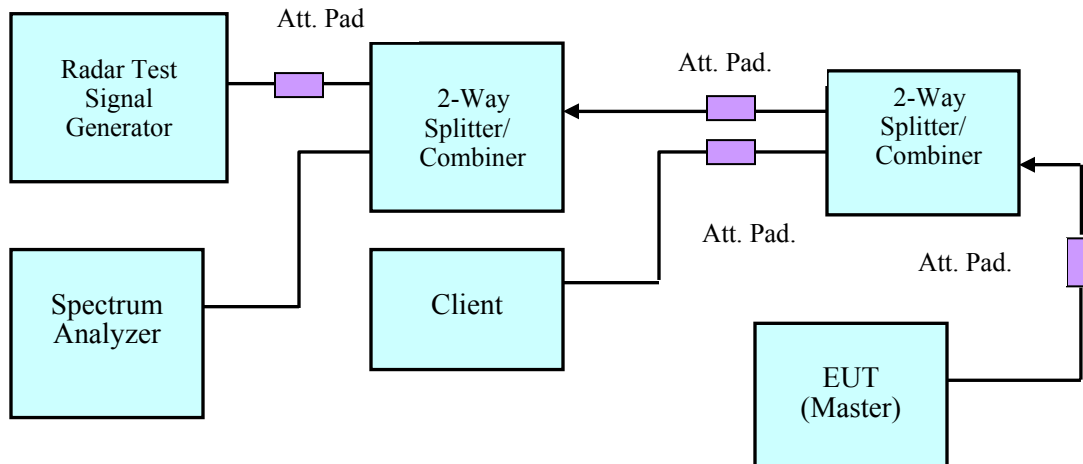 Att. Pad
Radar Test
Signal
Generator
2-Way
Splitter/
Combiner
Att. Pad.
2-Way
Splitter/
Combiner
Att. Pad.
Att. Pad.
Spectrum
Analyzer
Client
EUT
(Master)